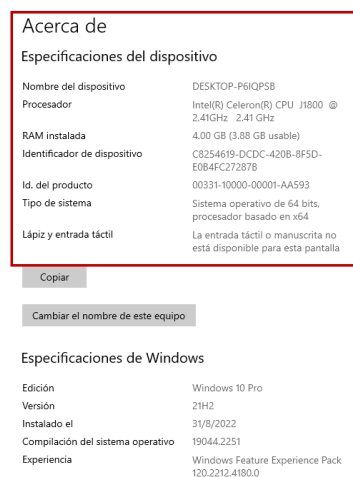 Acerca de
Especificaciones del dispositivo
Nombre del dispositivo DESKTOP-P6IQPSB
Procesador Intel(R) Celeron(R) CPU J1800 @
2.41GHz 2.41 GHz
RAM instalada 4.00 GB (3.88 GB usable)
Identificador de dispositivo C8254619-DCDC-420B-8F5D-
E0B4FC27287B
Id. del producto 00331-10000-00001-AA593
Tipo de sistema Sistema operativo de 64 bits,
procesador basado en x64
Lápiz y entrada táctil La entrada táctil o manuscrita no
está disponible para esta pantalla
Copiar
Cambiar el nombre de este equipo
Especificaciones de Windows
Edición Windows 10 Pro
Versión 21H2
Instalado el 31/8/2022
Compilación del sistema operativo 19044.2251
Experiencia Windows Feature Experience Pack
120.2212.4180.0